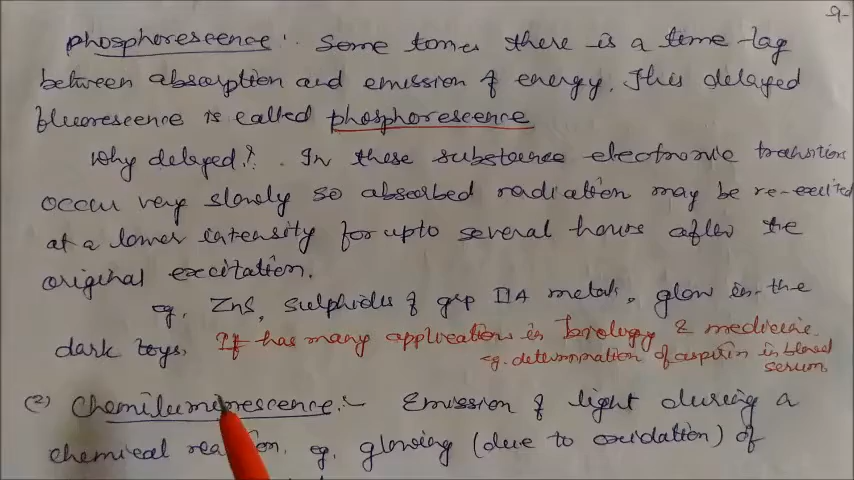 9-
phosphorescence:- Some times there is a time-lag
between absorption and emission of energy. This delayed
fluorescence is called phosphorescence
Why delayed?. In these substance electronic transition
occur very slowly so absorbed radiation may be re-excited
at a lower intensity for upto several hours after the
original excitation.
eg. ZnS, Sulphides of grp IIA metals, glow in-the
dark toys. It has many applications in biology & medicine.
eg. determination of aspirin in blood
serum
(2) Chemiluminescence:- Emission of light during a
chemical reaction. eg. glowing (due to oxidation) of